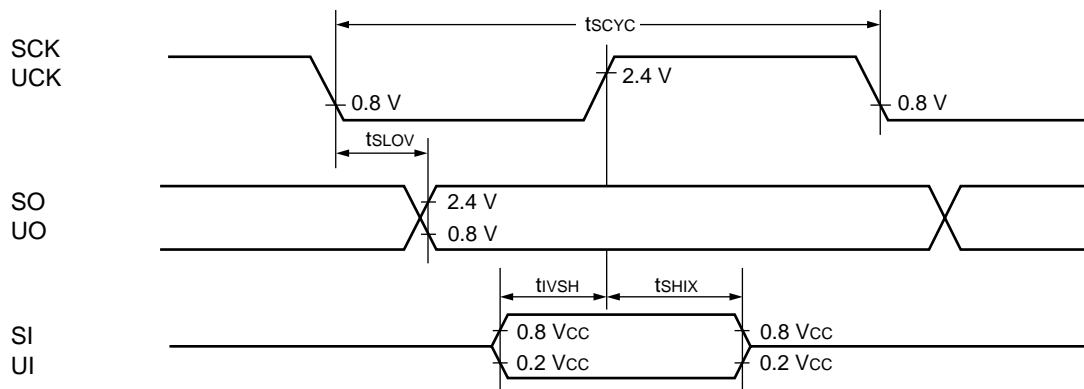 tSCYC
SCK
UCK
2.4 V
0.8 V
0.8 V
tSLOV
SO
UO
2.4 V
0.8 V
tIVSH
tSHIX
SI
UI
0.8 VCC
0.2 VCC
0.8 VCC
0.2 VCC